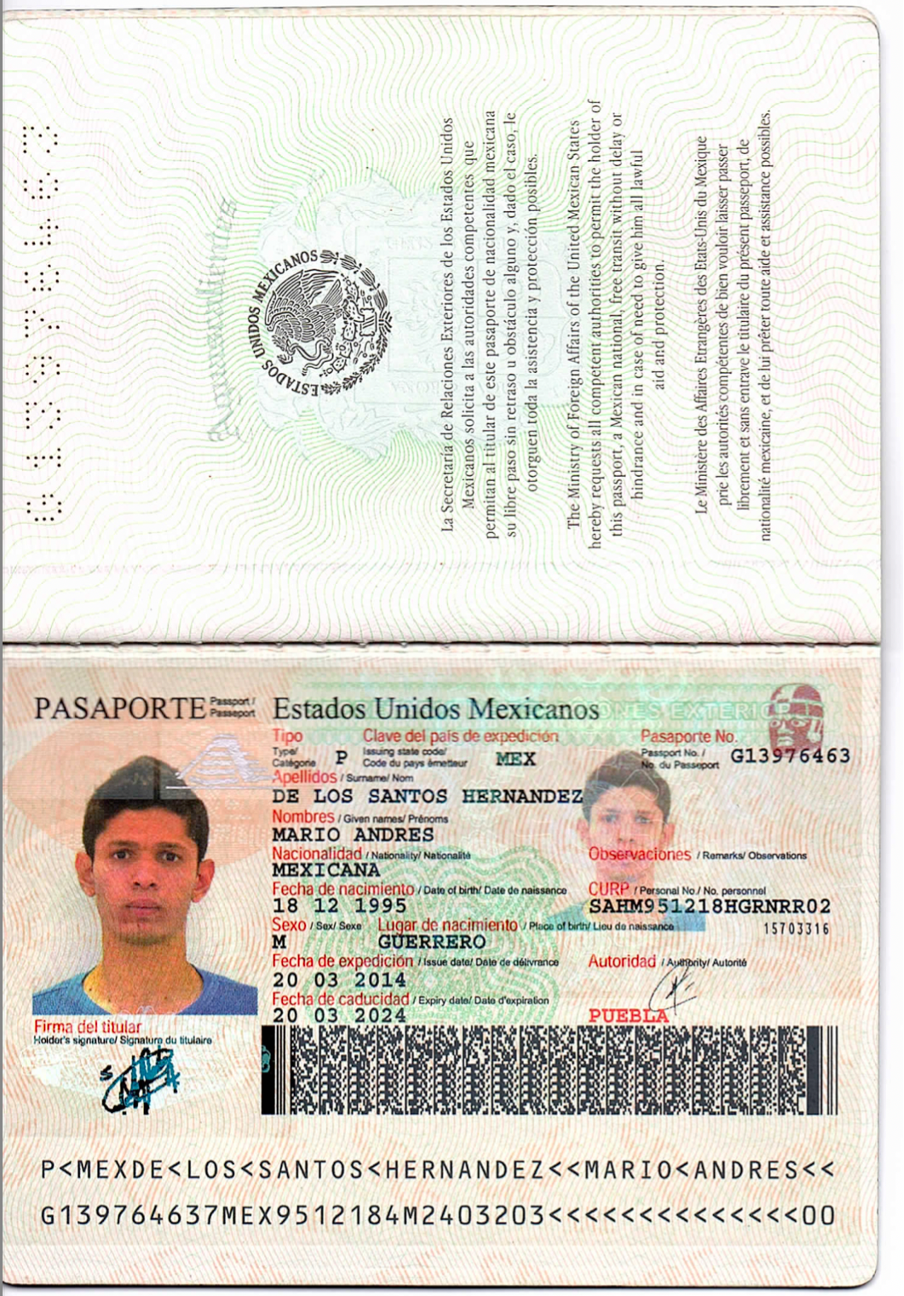 G13976463
ESTADOS UNIDOS MEXICANOS
La Secretaría de Relaciones Exteriores de los Estados Unidos
Mexicanos solicita a las autoridades competentes que
permitan al titular de este pasaporte de nacionalidad mexicana
su libre paso sin retraso u obstáculo alguno y, dado el caso, le
otorguen toda la asistencia y protección posibles.
The Ministry of Foreign Affairs of the United Mexican States
hereby requests all competent authorities to permit the holder of
this passport, a Mexican national, free transit without delay or
hindrance and in case of need to give him all lawful
aid and protection.
Le Ministère des Affaires Etrangères des Etats-Unis du Mexique
prie les autorités compétentes de bien vouloir laisser passer
librement et sans entrave le titulaire du présent passeport, de
nationalité mexicaine, et de lui prêter toute aide et assistance possibles.
PASAPORTE Passport / Passeport Estados Unidos Mexicanos
Tipo Clave del país de expedición Pasaporte No.
Type/ Catégorie P Issuing state code/ Code du pays émetteur MEX Passport No. / No. du Passeport G13976463
Apellidos / Surname/ Nom
DE LOS SANTOS HERNANDEZ
Nombres / Given names/ Prénoms
MARIO ANDRES
Nacionalidad / Nationality/ Nationalité Observaciones / Remarks/ Observations
MEXICANA
Fecha de nacimiento / Date of birth/ Date de naissance CURP / Personal No./ No. personnel
18 12 1995 SAHM951218HGRNRR02
Sexo / Sex/ Sexe Lugar de nacimiento / Place of birth/ Lieu de naissance 15703316
M GUERRERO
Fecha de expedición / Issue date/ Date de délivrance Autoridad / Authority/ Autorité
20 03 2014
Fecha de caducidad / Expiry date/ Date d'expiration
20 03 2024 PUEBLA
Firma del titular
Holder's signature/ Signature du titulaire
P<MEXDE<LOS<SANTOS<HERNANDEZ<<MARIO<ANDRES<<
G139764637MEX9512184M2403203<<<<<<<<<<<<<<00